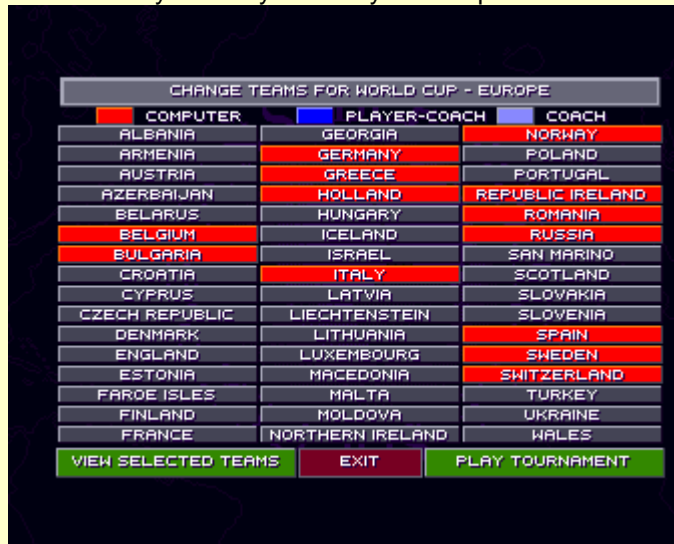 CHANGE TEAMS FOR WORLD CUP - EUROPE
COMPUTER PLAYER-COACH COACH
ALBANIA GEORGIA NORWAY
ARMENIA GERMANY POLAND
AUSTRIA GREECE PORTUGAL
AZERBAIJAN HOLLAND REPUBLIC IRELAND
BELARUS HUNGARY ROMANIA
BELGIUM ICELAND RUSSIA
BULGARIA ISRAEL SAN MARINO
CROATIA ITALY SCOTLAND
CYPRUS LATVIA SLOVAKIA
CZECH REPUBLIC LIECHTENSTEIN SLOVENIA
DENMARK LITHUANIA SPAIN
ENGLAND LUXEMBOURG SWEDEN
ESTONIA MACEDONIA SWITZERLAND
FAROE ISLES MALTA TURKEY
FINLAND MOLDOVA UKRAINE
FRANCE NORTHERN IRELAND WALES
VIEW SELECTED TEAMS EXIT PLAY TOURNAMENT